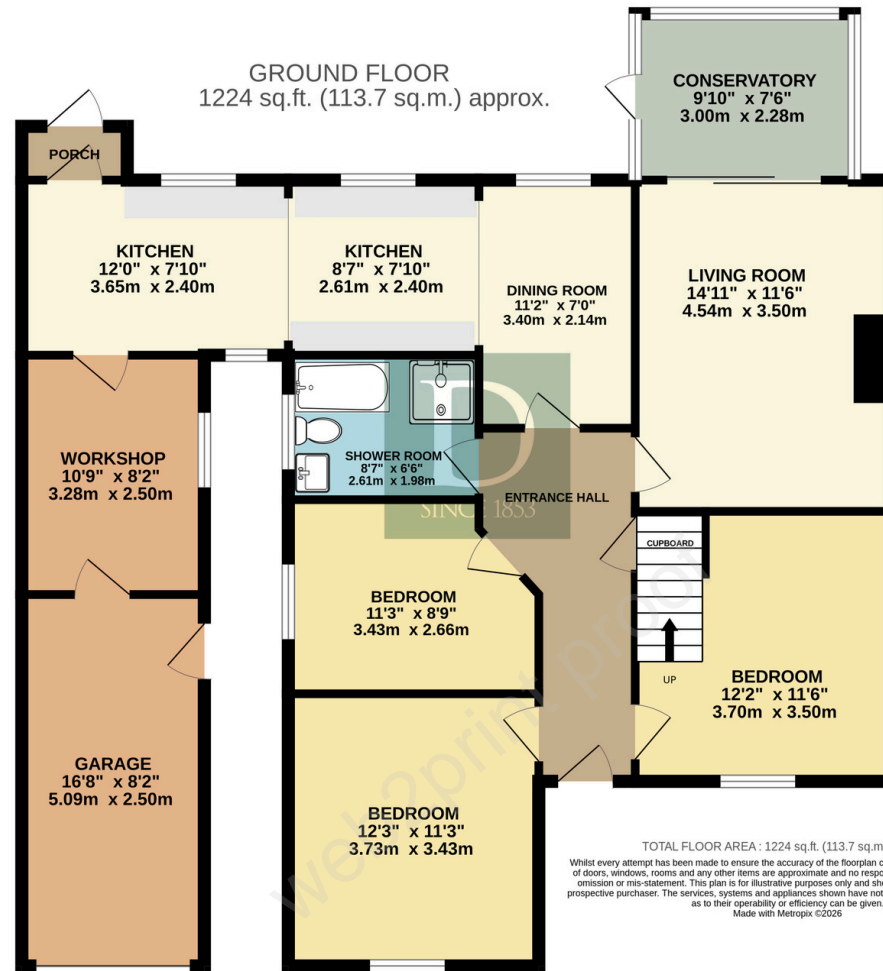 GROUND FLOOR
1224 sq.ft. (113.7 sq.m.) approx.
CONSERVATORY
9'10" x 7'6"
3.00m x 2.28m
PORCH
KITCHEN
12'0" x 7'10"
3.65m x 2.40m
KITCHEN
8'7" x 7'10"
2.61m x 2.40m
DINING ROOM
11'2" x 7'0"
3.40m x 2.14m
LIVING ROOM
14'11" x 11'6"
4.54m x 3.50m
WORKSHOP
10'9" x 8'2"
3.28m x 2.50m
SHOWER ROOM
8'7" x 6'6"
2.61m x 1.98m
D
SINCE 1853
ENTRANCE HALL
CUPBOARD
UP
BEDROOM
11'3" x 8'9"
3.43m x 2.66m
BEDROOM
12'2" x 11'6"
3.70m x 3.50m
GARAGE
16'8" x 8'2"
5.09m x 2.50m
BEDROOM
12'3" x 11'3"
3.73m x 3.43m
web2print proof
TOTAL FLOOR AREA : 1224 sq.ft. (113.7 sq.m
Whilst every attempt has been made to ensure the accuracy of the floorplan c
of doors, windows, rooms and any other items are approximate and no respo
omission or mis-statement. This plan is for illustrative purposes only and sh
prospective purchaser. The services, systems and appliances shown have not
as to their operability or efficiency can be given.
Made with Metropix ©2026